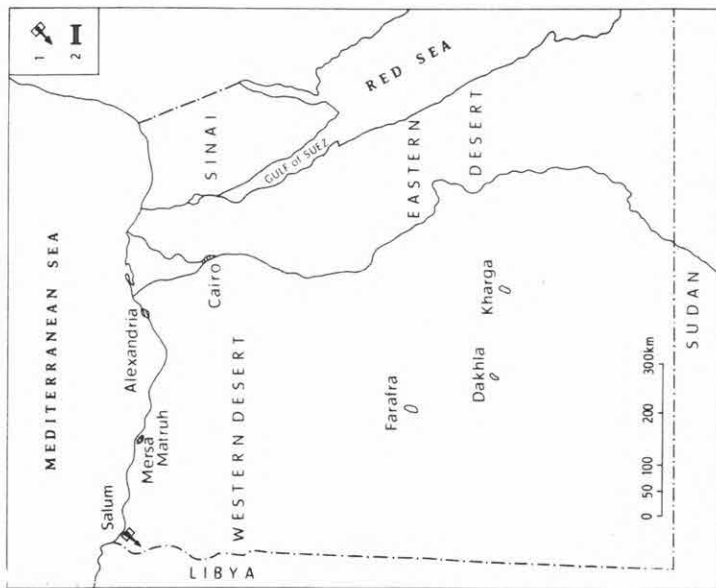 1
2
MEDITERRANEAN SEA
Salum
Mersa
Matruh
Alexandria
Cairo
SINAI
GULF of SUEZ
RED SEA
LIBYA
WESTERN DESERT
EASTERN
DESERT
Farafra
Dakhla
Kharga
0 50 100 200 300km
SUDAN